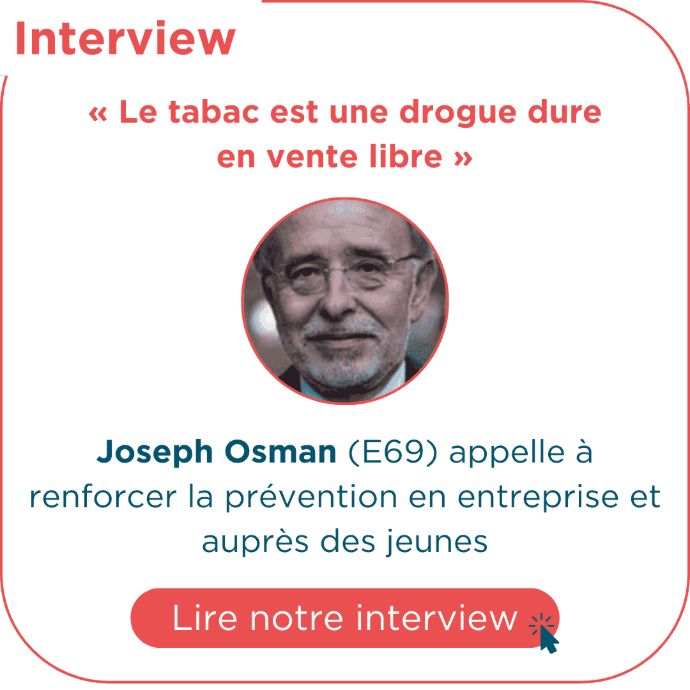 Interview
« Le tabac est une drogue dure
en vente libre »
Joseph Osman (E69) appelle à
renforcer la prévention en entreprise et
auprès des jeunes
Lire notre interview